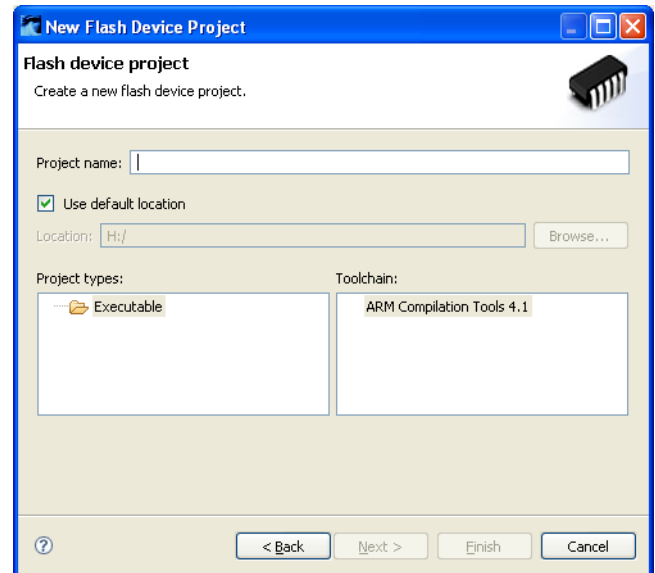 New Flash Device Project
Flash device project
Create a new flash device project.
Project name:
Use default location
Location: H:/ Browse...
Project types: Toolchain:
Executable ARM Compilation Tools 4.1
? < Back Next > Finish Cancel